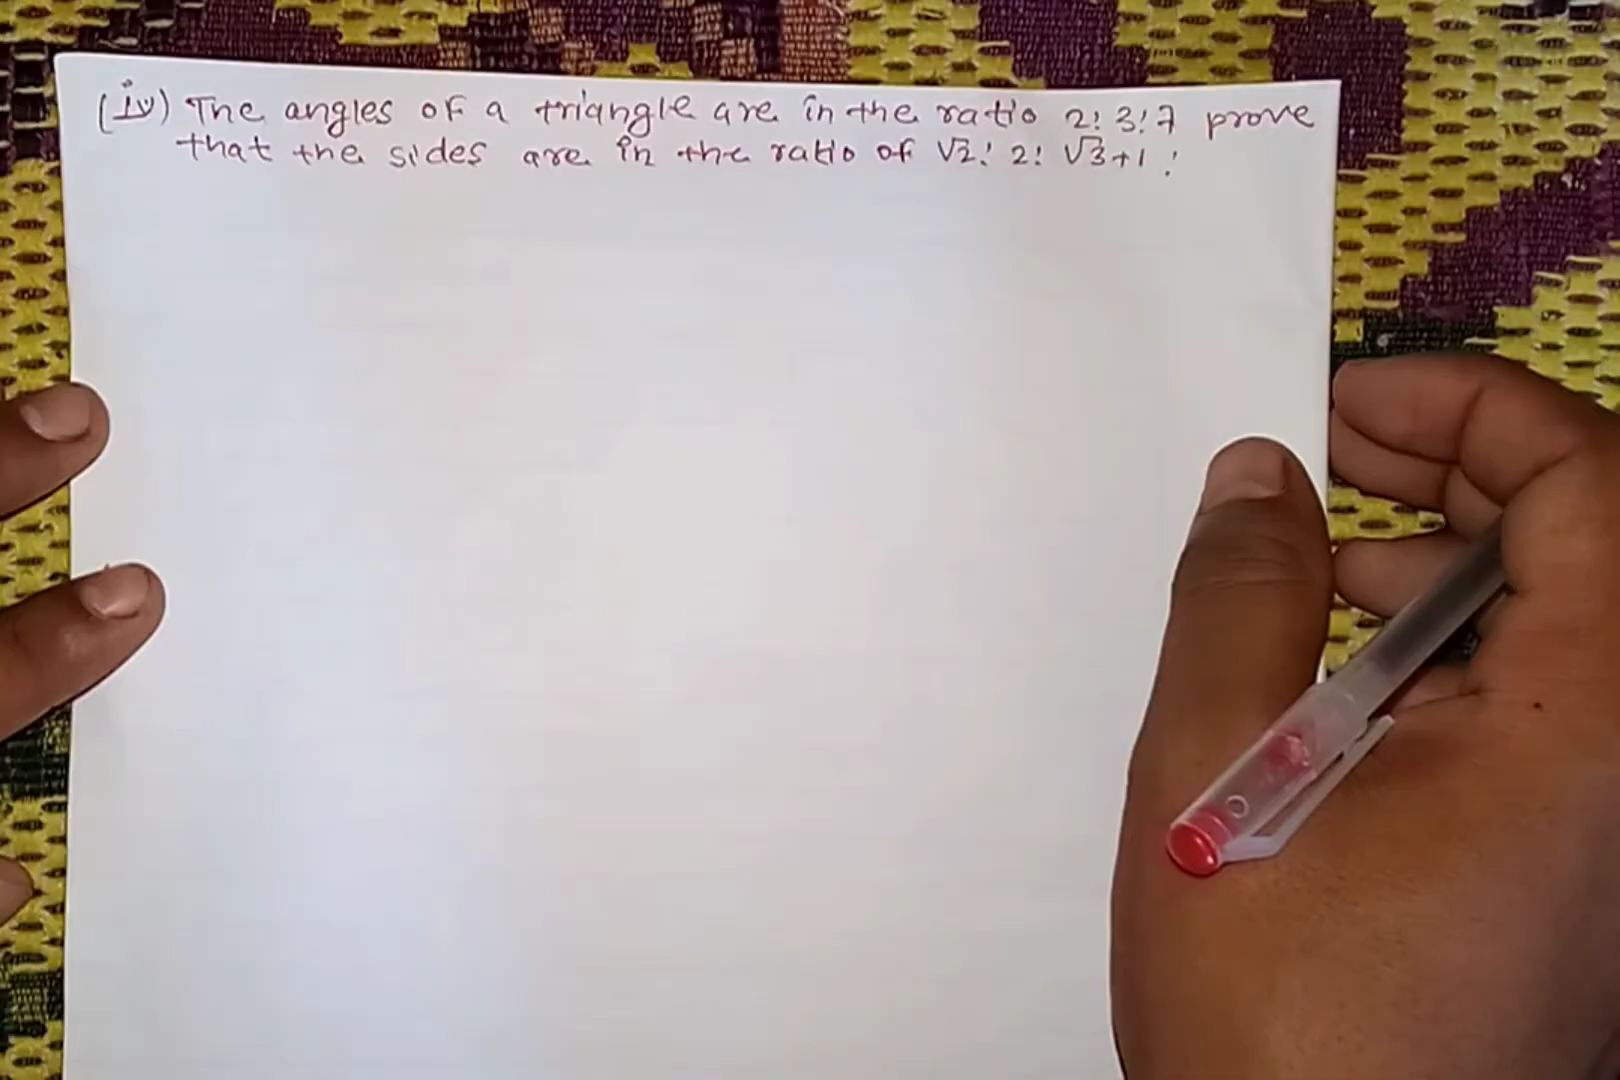 (iv) The angles of a triangle are in the ratio 2:3:7 prove
that the sides are in the ratio of √2: 2: √3+1 :